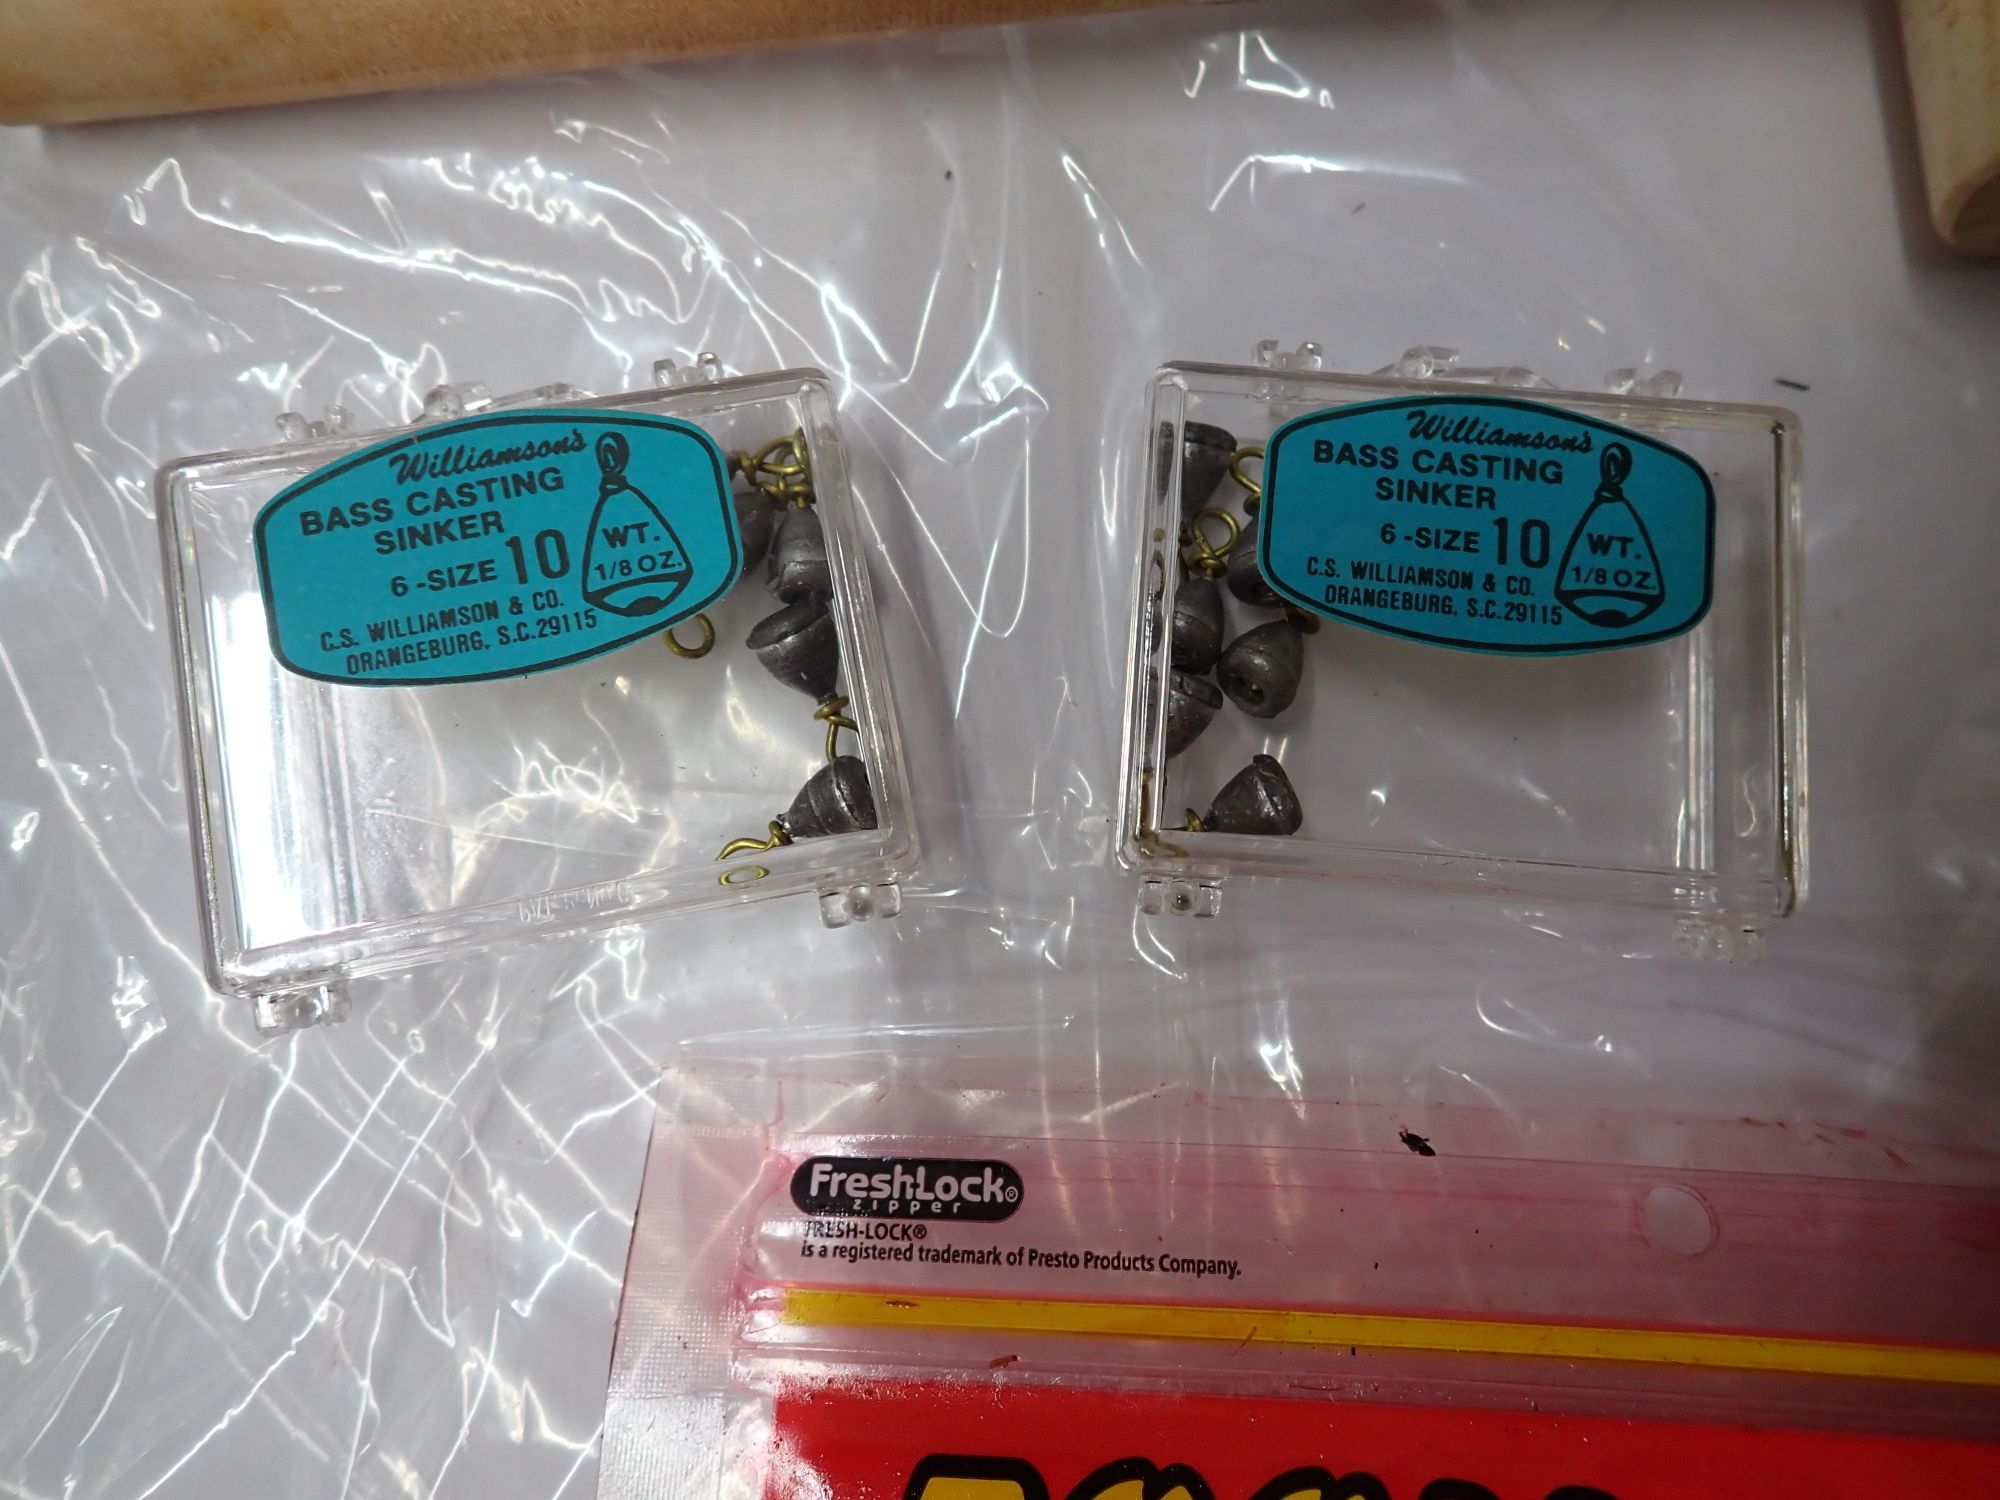 Williamson's
BASS CASTING
SINKER
6-SIZE 10
WT.
1/8 OZ.
C.S. WILLIAMSON & CO.
ORANGEBURG, S.C. 29115
Williamson's
BASS CASTING
SINKER
6-SIZE 10
WT.
1/8 OZ.
C.S. WILLIAMSON & CO.
ORANGEBURG, S.C. 29115
Fresh-Lock®
zipper
FRESH-LOCK®
is a registered trademark of Presto Products Company.